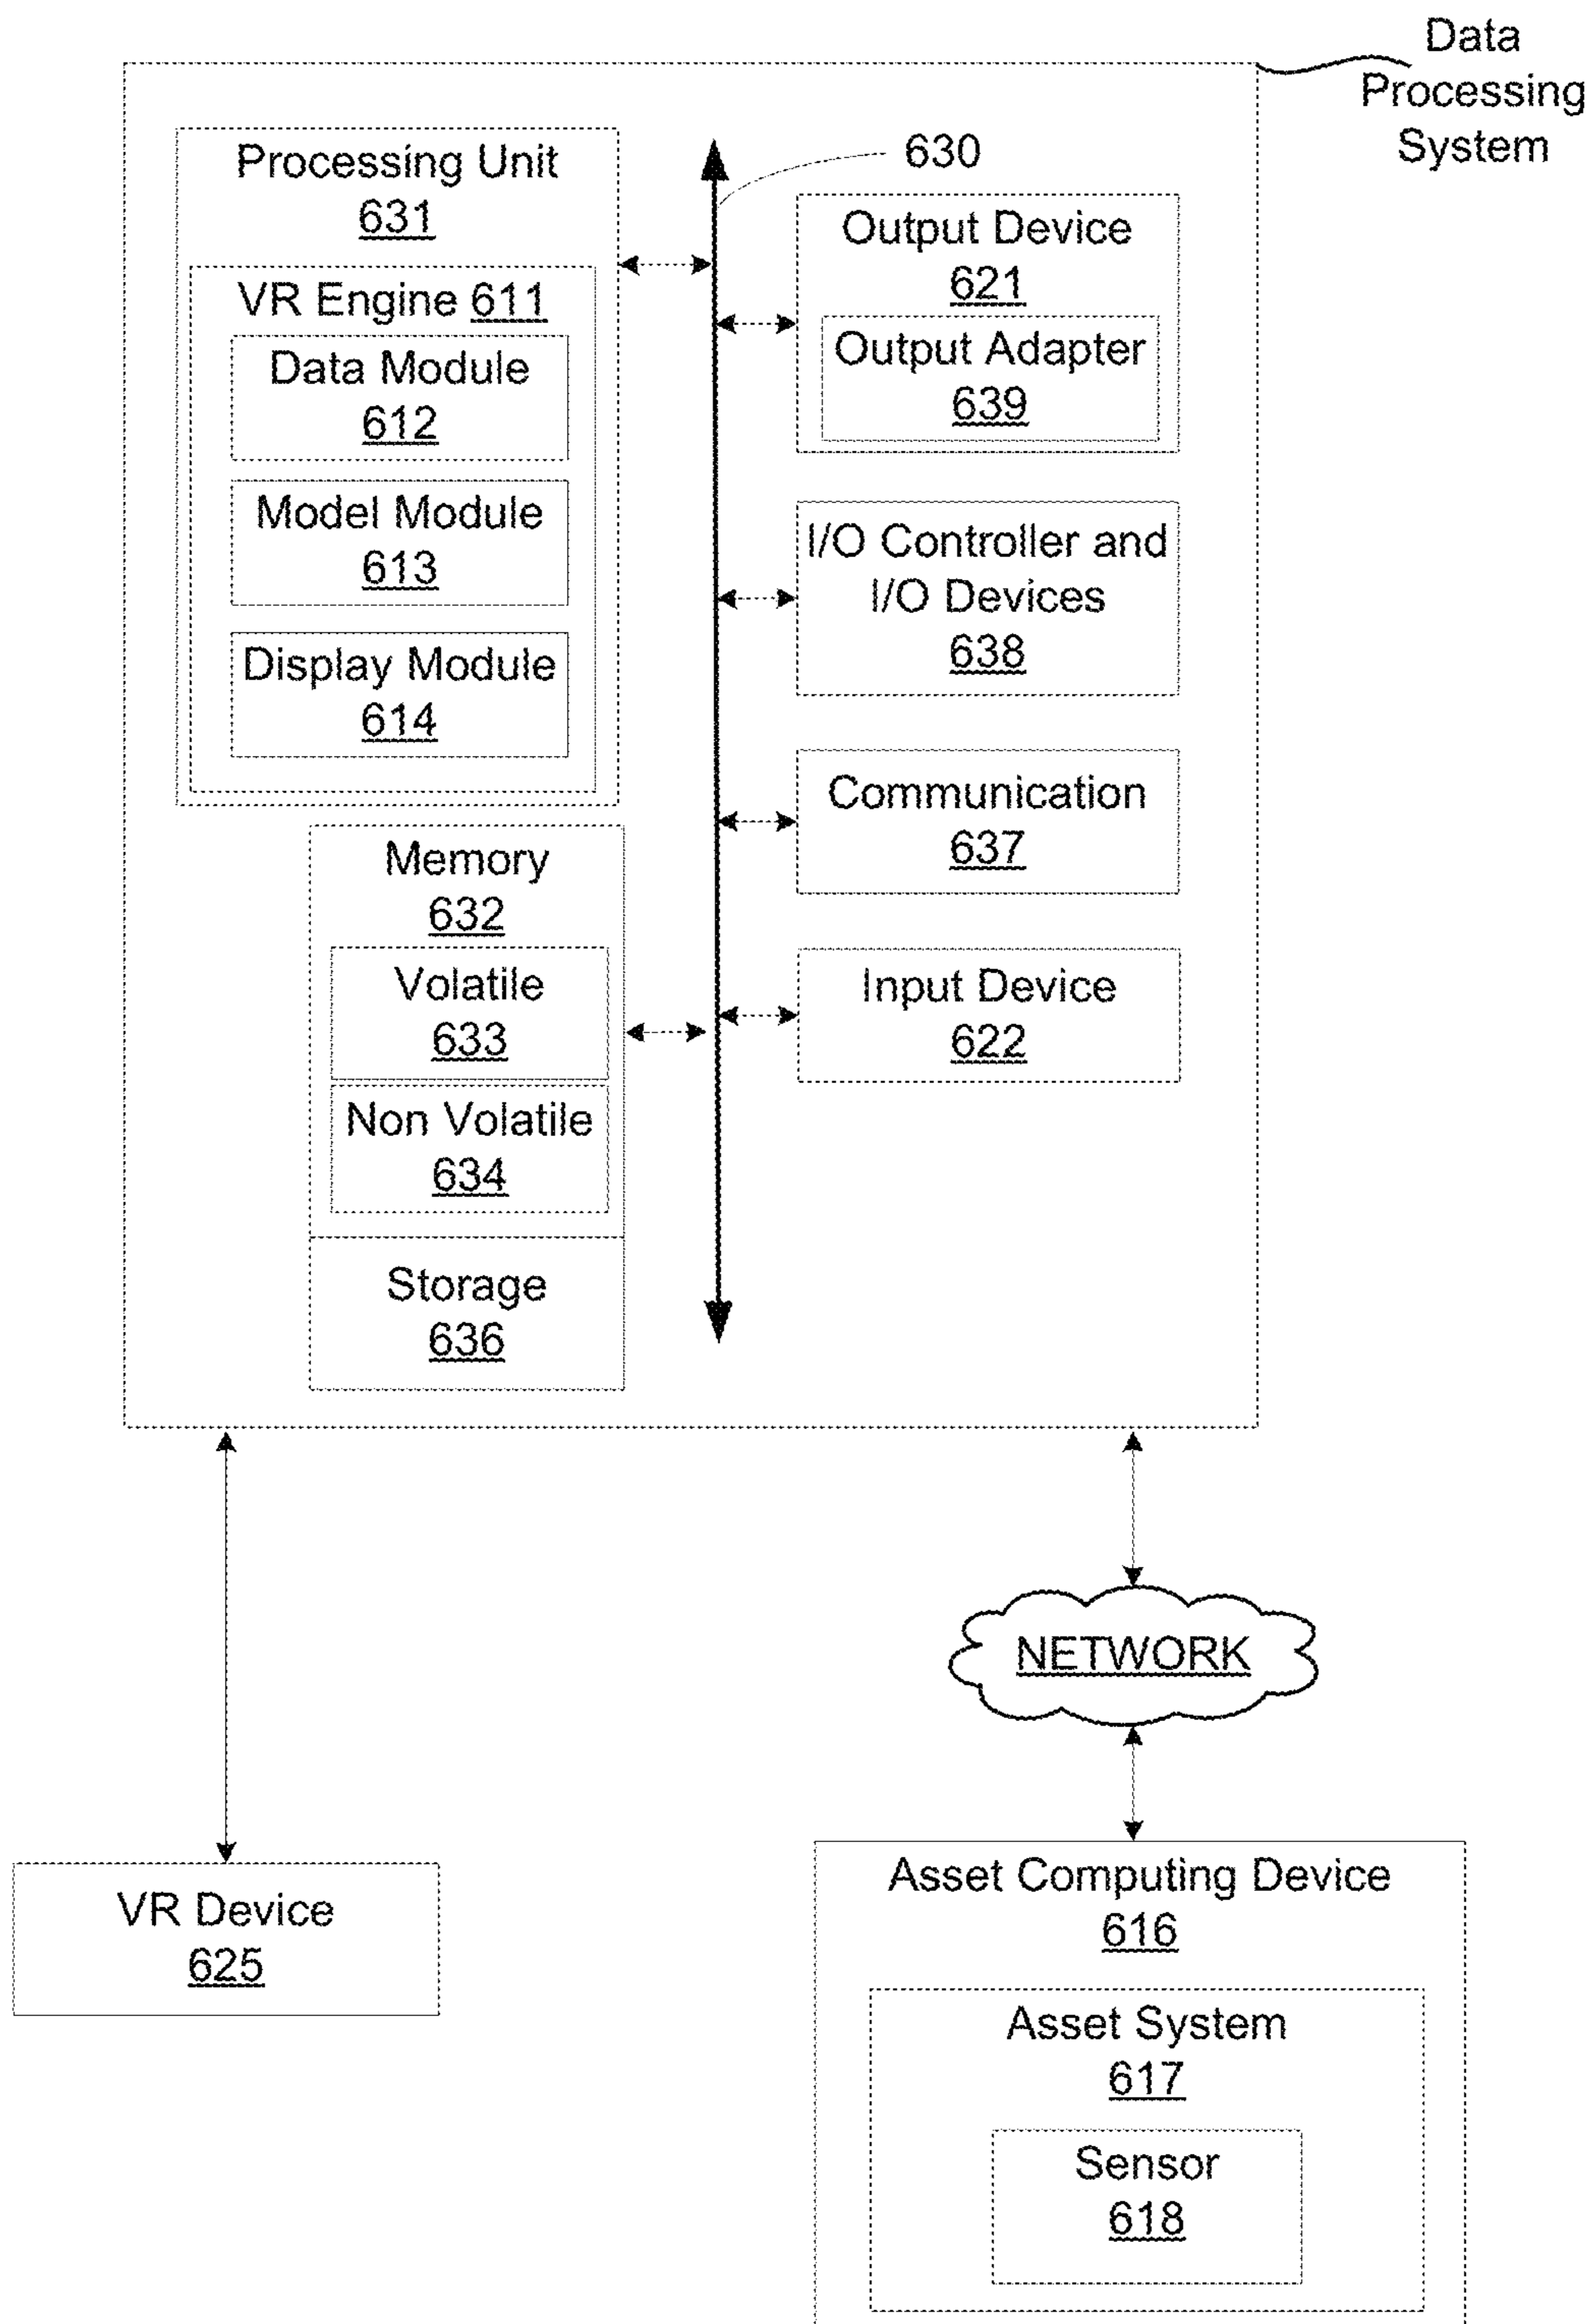 Data
Processing
System
Processing Unit
631
VR Engine 611
Data Module
612
Model Module
613
Display Module
614
Memory
632
Volatile
633
Non Volatile
634
Storage
636
630
Output Device
621
Output Adapter
639
I/O Controller and
I/O Devices
638
Communication
637
Input Device
622
NETWORK
VR Device
625
Asset Computing Device
616
Asset System
617
Sensor
618